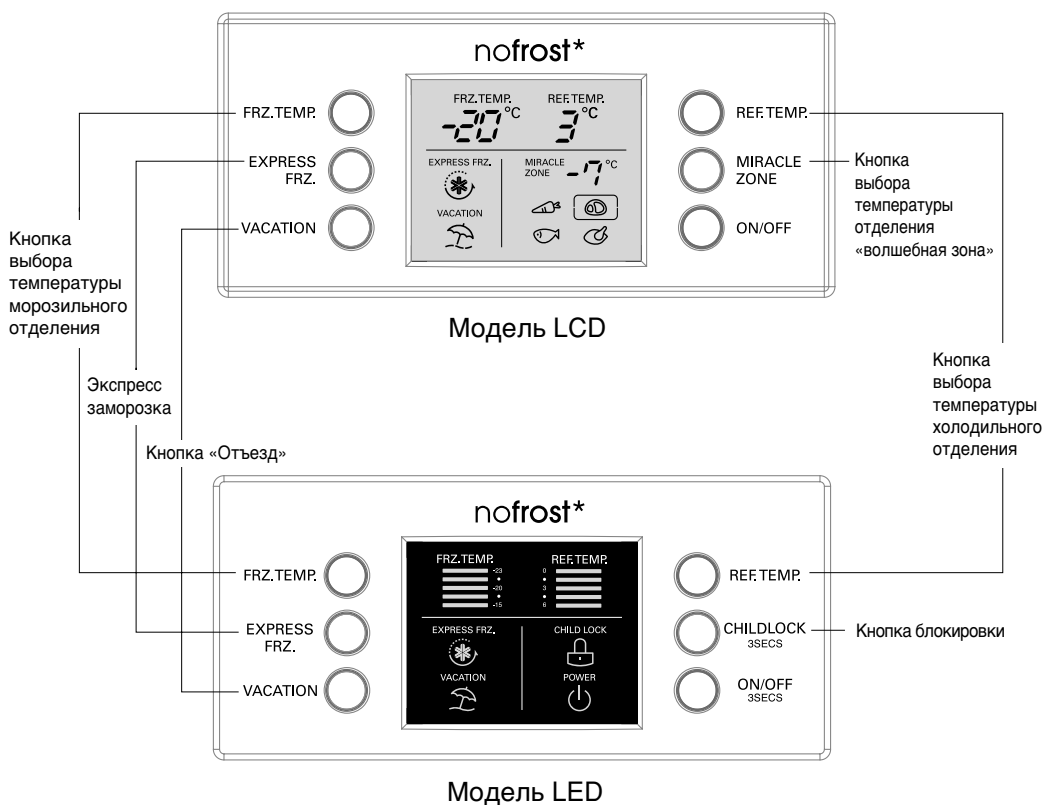 nofrost*
FRZ.TEMP.
EXPRESS
FRZ.
VACATION
FRZ.TEMP.
-20 °C
REF.TEMP.
3 °C
EXPRESS FRZ.
VACATION
MIRACLE
ZONE
-7 °C
REF.TEMP.
MIRACLE
ZONE
ON/OFF
Кнопка
выбора
температуры
отделения
«волшебная зона»
Кнопка
выбора
температуры
морозильного
отделения
Модель LCD
Экспресс
заморозка
Кнопка «Отъезд»
Кнопка
выбора
температуры
холодильного
отделения
nofrost*
FRZ.TEMP.
EXPRESS
FRZ.
VACATION
FRZ.TEMP.
-23
-20
-15
REF.TEMP.
0
3
6
EXPRESS FRZ.
VACATION
CHILD LOCK
POWER
REF.TEMP.
CHILDLOCK
3SECS
ON/OFF
3SECS
Кнопка блокировки
Модель LED